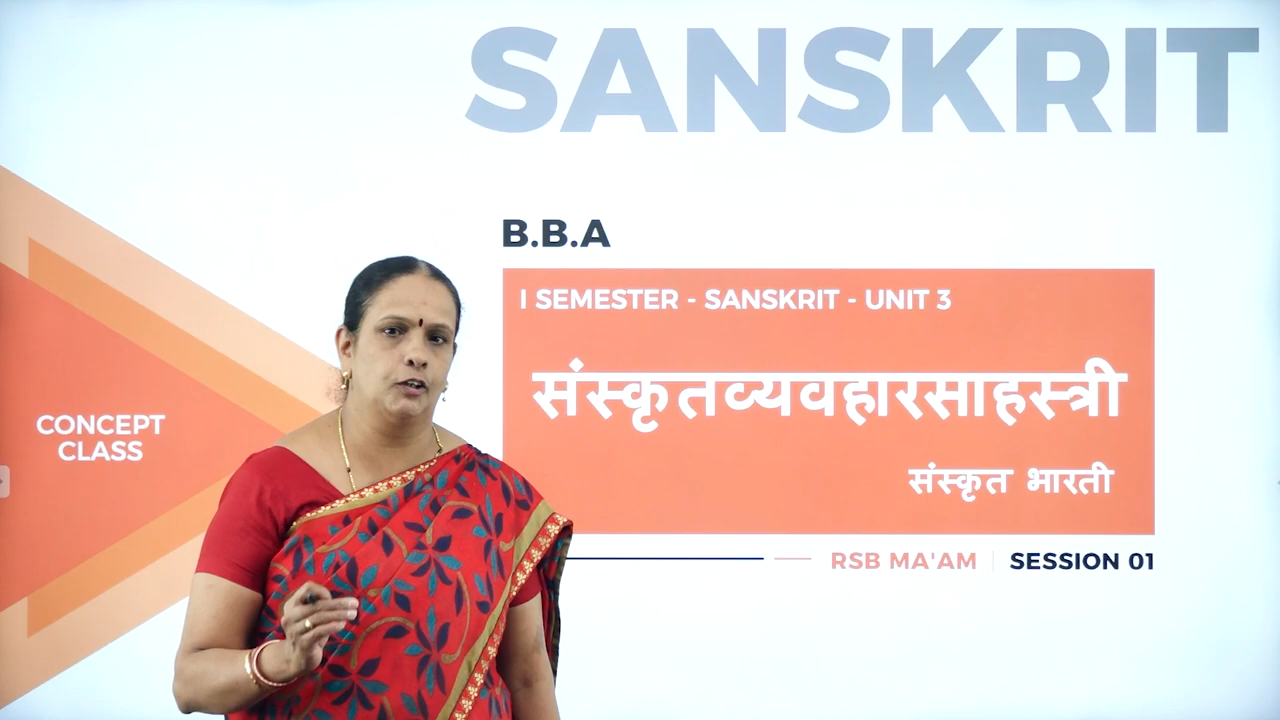 SANSKRIT
B.B.A
I SEMESTER - SANSKRIT - UNIT 3
संस्कृतव्यवहारसाहस्त्री
संस्कृत भारती
CONCEPT
CLASS
RSB MA'AM
SESSION 01